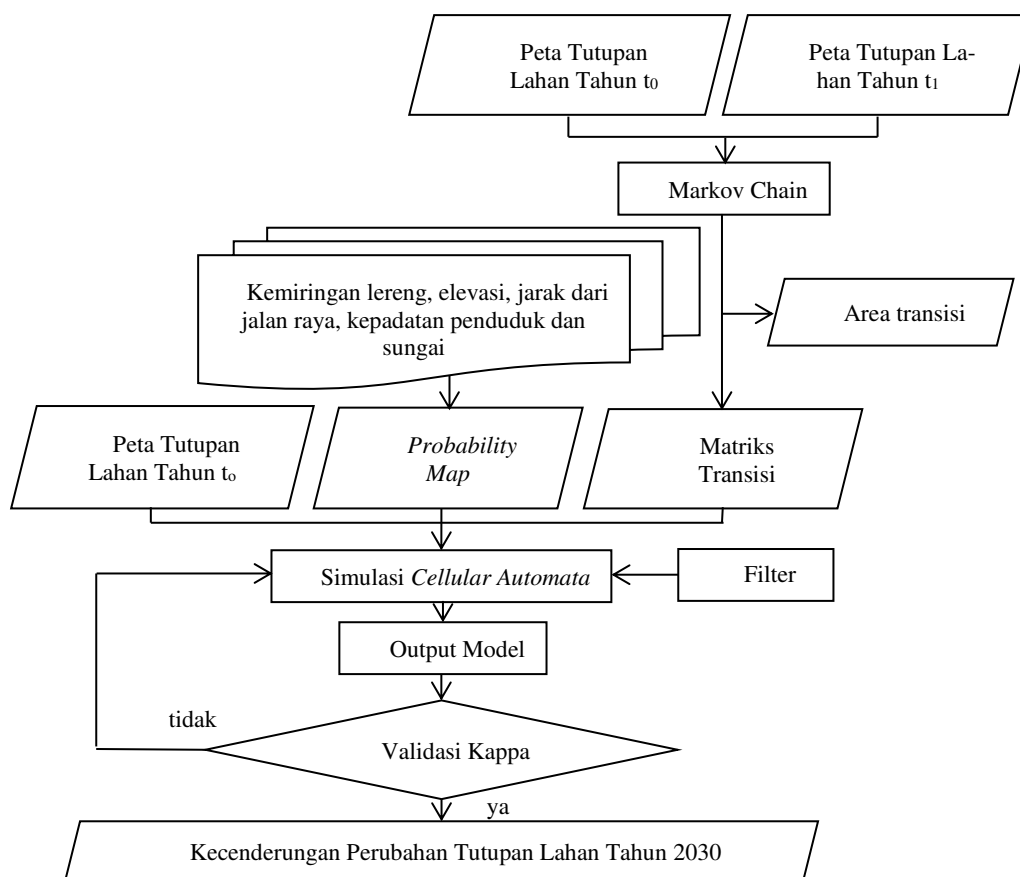 Peta Tutupan
Lahan Tahun t₀
Peta Tutupan La-
han Tahun t₁
Markov Chain
Kemiringan lereng, elevasi, jarak dari
jalan raya, kepadatan penduduk dan
sungai
Area transisi
Peta Tutupan
Lahan Tahun tₒ
Probability
Map
Matriks
Transisi
Simulasi Cellular Automata
Filter
Output Model
tidak
Validasi Kappa
ya
Kecenderungan Perubahan Tutupan Lahan Tahun 2030